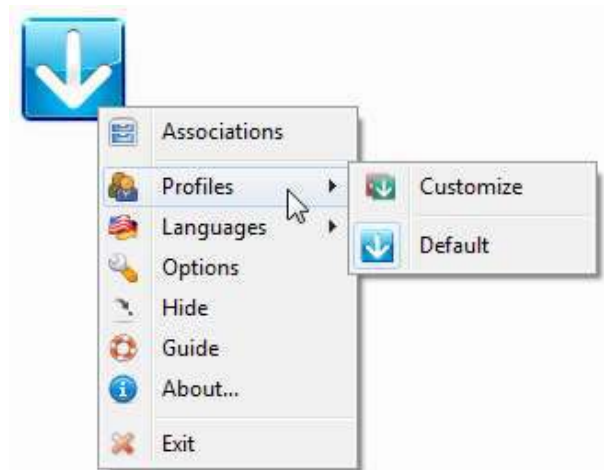 Associations
Profiles
Customize
Languages
Default
Options
Hide
Guide
About...
Exit